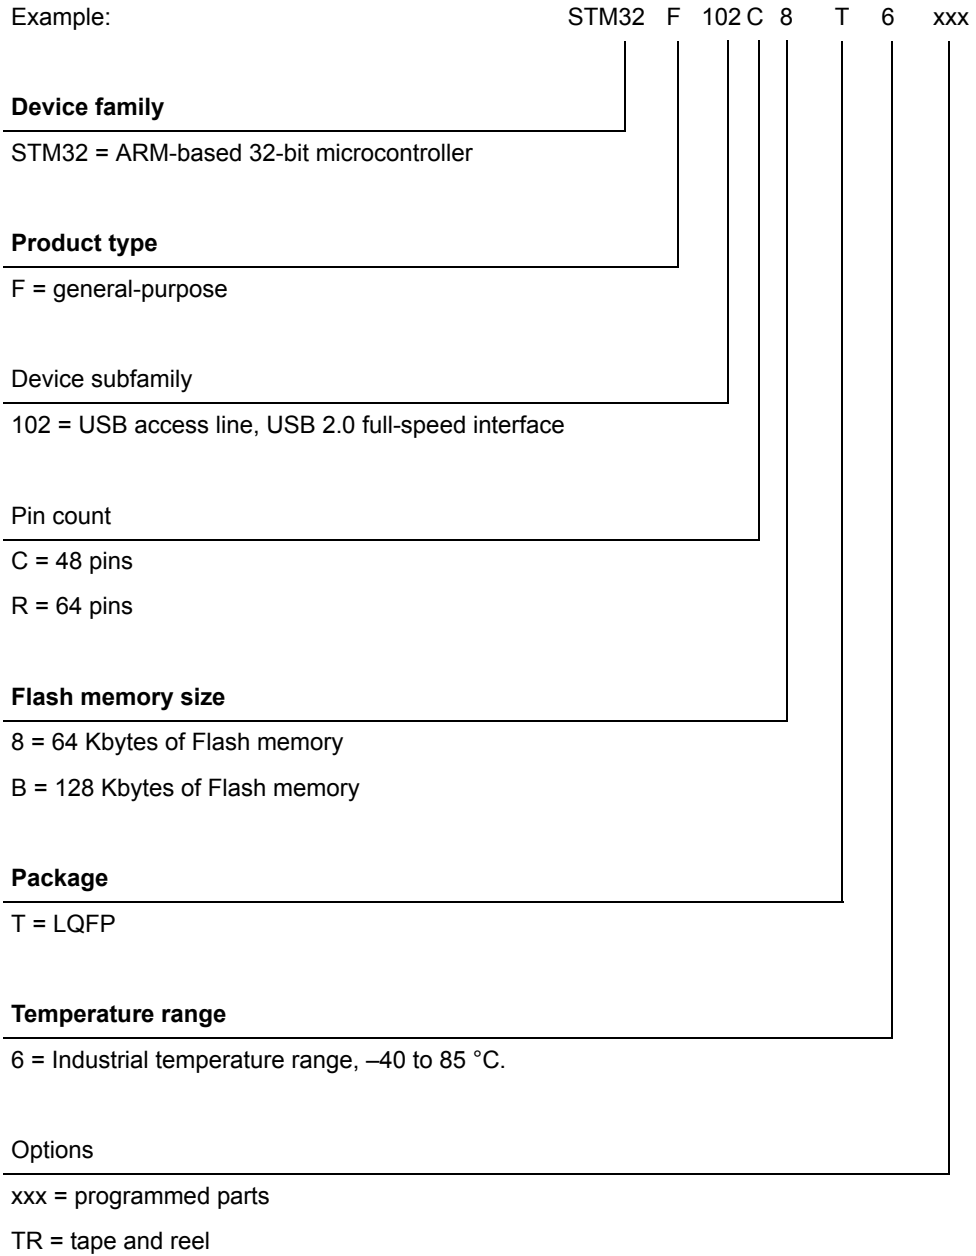 Example: STM32 F 102 C 8 T 6 xxx
Device family
STM32 = ARM-based 32-bit microcontroller
Product type
F = general-purpose
Device subfamily
102 = USB access line, USB 2.0 full-speed interface
Pin count
C = 48 pins
R = 64 pins
Flash memory size
8 = 64 Kbytes of Flash memory
B = 128 Kbytes of Flash memory
Package
T = LQFP
Temperature range
6 = Industrial temperature range, –40 to 85 °C.
Options
xxx = programmed parts
TR = tape and reel